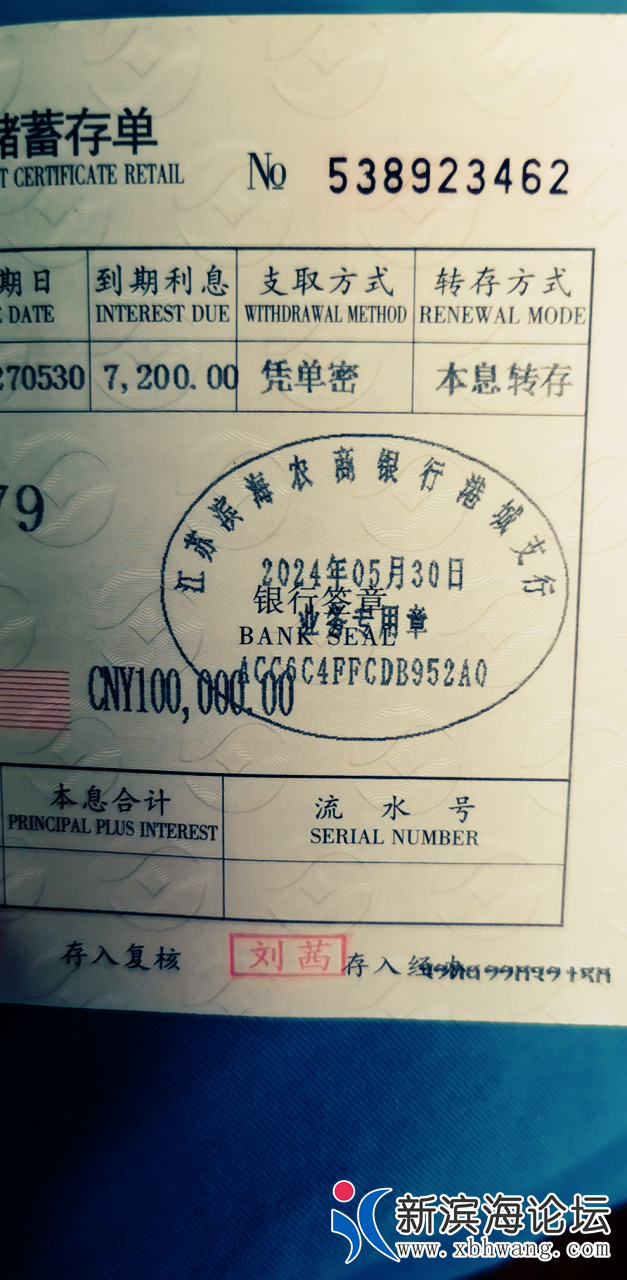 储蓄存单
T CERTIFICATE RETAIL
№ 538923462
期日 到期利息 支取方式 转存方式
E DATE INTEREST DUE WITHDRAWAL METHOD RENEWAL MODE
270530 7,200.00 凭单密 本息转存
江苏滨海农商银行港城支行
79
2024年05月30日
银行签章
业务专用章
BANK SEAL
ACC6C4FFCDB952A0
CNY100,000.00
本息合计 流水号
PRINCIPAL PLUS INTEREST SERIAL NUMBER
存入复核 刘茜 存入经办
新滨海论坛
www.xbhwang.com